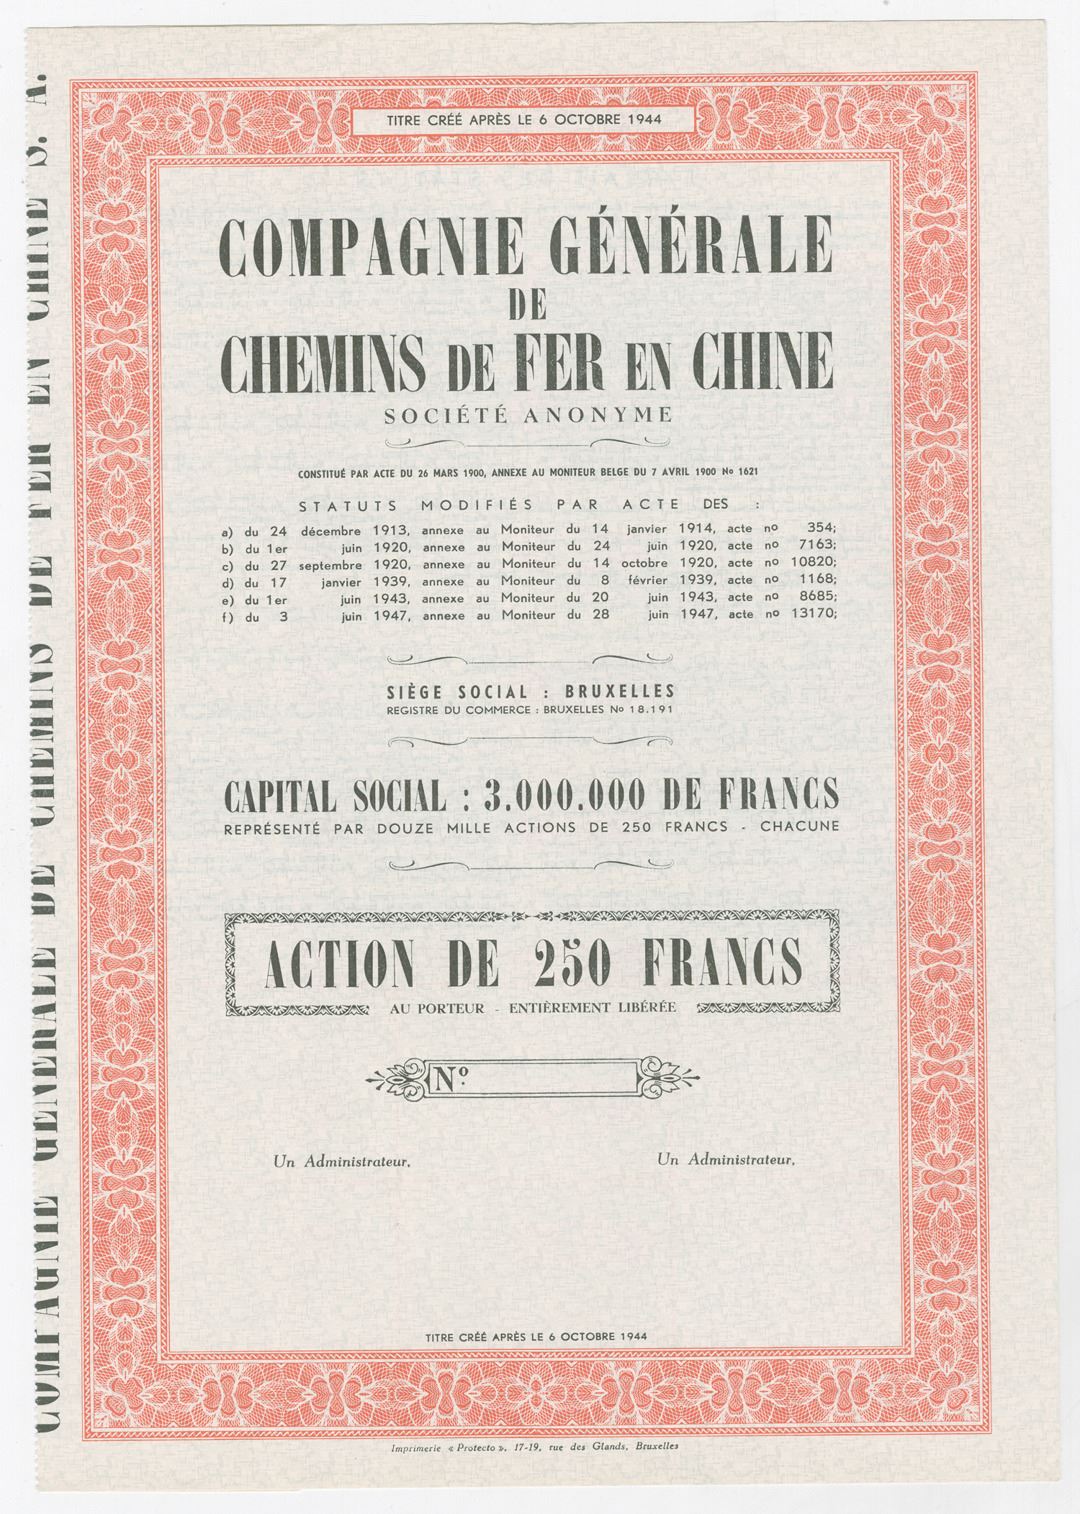 TITRE CRÉÉ APRÈS LE 6 OCTOBRE 1944
COMPAGNIE GÉNÉRALE
DE
CHEMINS DE FER EN CHINE
SOCIÉTÉ ANONYME
CONSTITUÉ PAR ACTE DU 26 MARS 1900, ANNEXE AU MONITEUR BELGE DU 7 AVRIL 1900 No 1621
STATUTS MODIFIÉS PAR ACTE DES :
a) du 24 décembre 1913, annexe au Moniteur du 14 janvier 1914, acte no 354;
b) du 1er juin 1920, annexe au Moniteur du 24 juin 1920, acte no 7163;
c) du 27 septembre 1920, annexe au Moniteur du 14 octobre 1920, acte no 10820;
d) du 17 janvier 1939, annexe au Moniteur du 8 février 1939, acte no 1168;
e) du 1er juin 1943, annexe au Moniteur du 20 juin 1943, acte no 8685;
f) du 3 juin 1947, annexe au Moniteur du 28 juin 1947, acte no 13170;
SIÈGE SOCIAL : BRUXELLES
REGISTRE DU COMMERCE : BRUXELLES No 18.191
CAPITAL SOCIAL : 3.000.000 DE FRANCS
REPRÉSENTÉ PAR DOUZE MILLE ACTIONS DE 250 FRANCS - CHACUNE
ACTION DE 250 FRANCS
AU PORTEUR - ENTIÈREMENT LIBÉRÉE
No.
Un Administrateur,
Un Administrateur,
TITRE CRÉÉ APRÈS LE 6 OCTOBRE 1944
Imprimerie « Protecto », 17-19, rue des Glands, Bruxelles
COMPAGNIE GENERALE DE CHEMINS DE FER EN CHINE S. A.